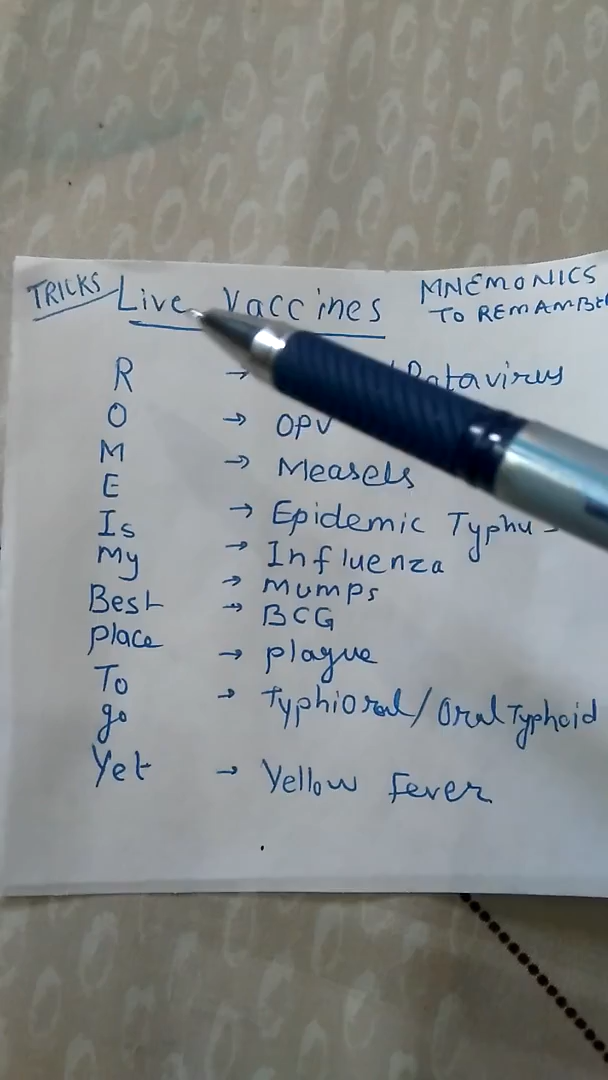 TRICKS Live Vaccines MNEMONICS
TO REMAMBE
R → Rotavirus
O → OPV
M → Measels
E → Epidemic Typhu
Is → Influenza
My → Mumps
Best → BCG
place → plague
To → Typhioral/Oral Typhoid
go
Yet → Yellow Fever